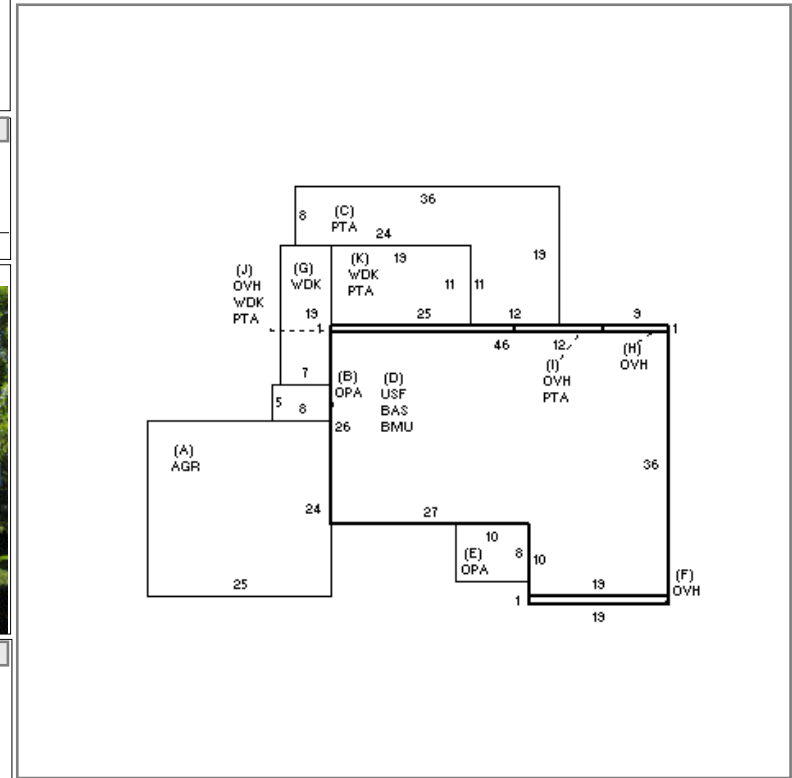 36
8
(C)
PTA
24
19
(J)
OVH
WDK
PTA
(G)
WDK
(K)
WDK
PTA
19
11
11
19
25
12
9
1
1
46
12
(H)
OVH
(I)
OVH
PTA
7
(B)
OPA
(D)
USF
BAS
BMU
5
8
26
(A)
AGR
36
24
27
10
(E)
OPA
8
10
25
19
(F)
OVH
1
19